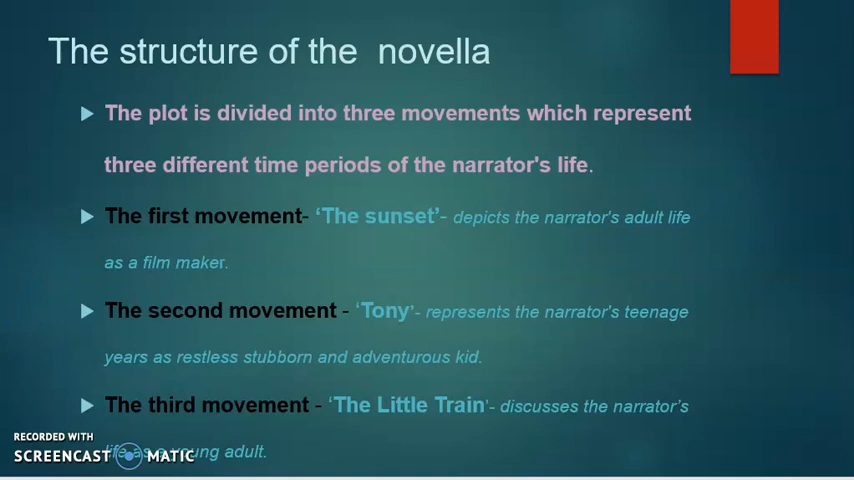 The structure of the novella
The plot is divided into three movements which represent
three different time periods of the narrator's life.
The first movement- ‘The sunset’- depicts the narrator's adult life
as a film maker.
The second movement - ‘Tony’- represents the narrator's teenage
years as restless stubborn and adventurous kid.
The third movement - ‘The Little Train’- discusses the narrator’s
life as a young adult.
RECORDED WITH
SCREENCAST MATIC